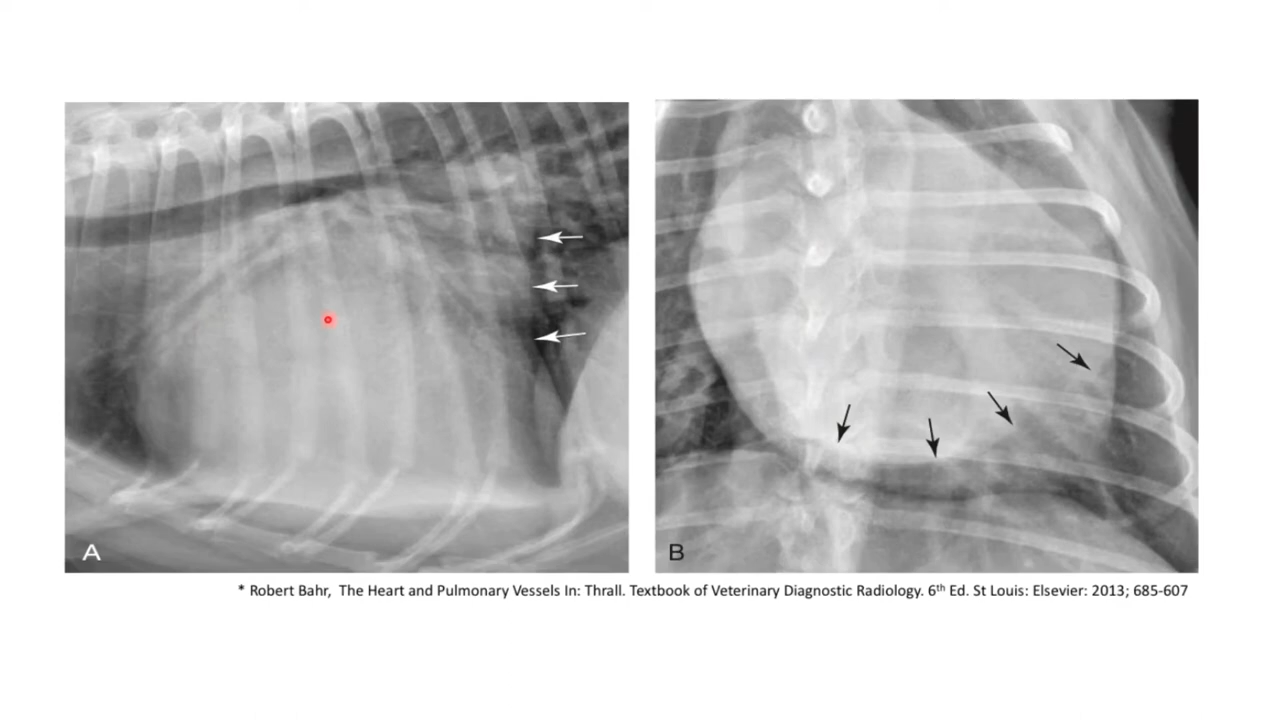 A
B
* Robert Bahr, The Heart and Pulmonary Vessels In: Thrall. Textbook of Veterinary Diagnostic Radiology. 6th Ed. St Louis: Elsevier: 2013; 685-607